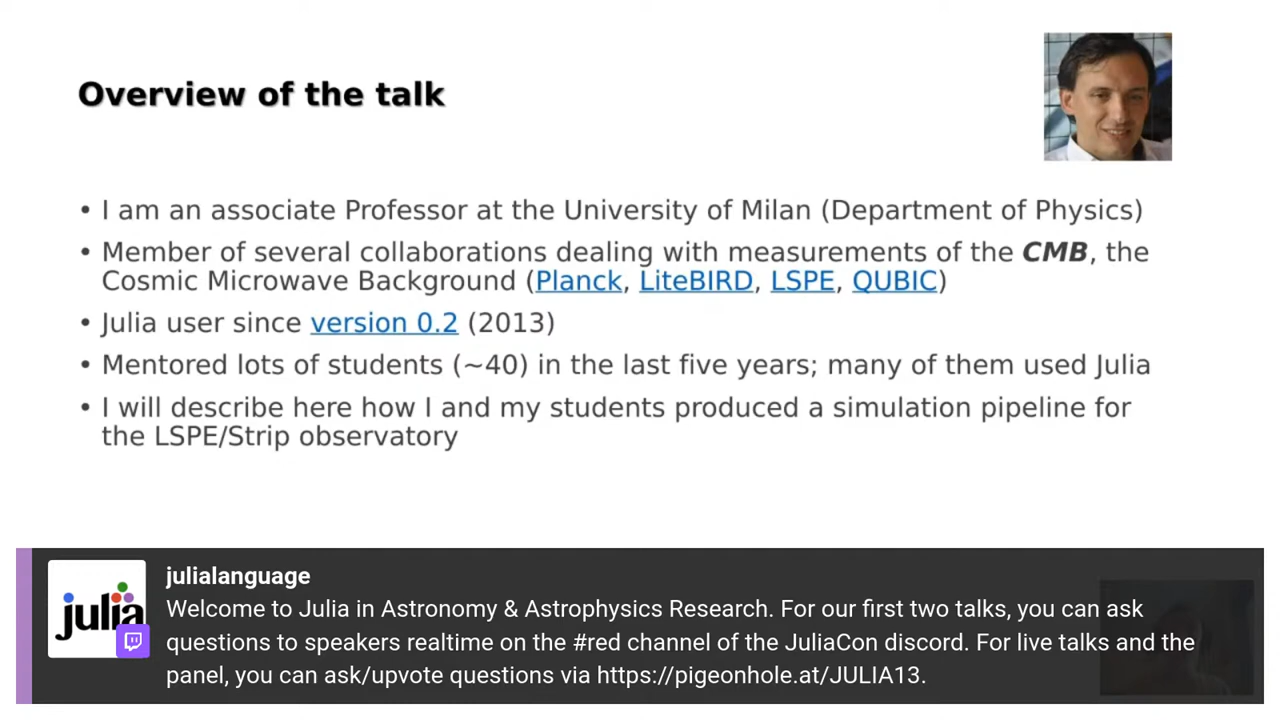 Overview of the talk
• I am an associate Professor at the University of Milan (Department of Physics)
• Member of several collaborations dealing with measurements of the CMB, the
Cosmic Microwave Background (Planck, LiteBIRD, LSPE, QUBIC)
• Julia user since version 0.2 (2013)
• Mentored lots of students (~40) in the last five years; many of them used Julia
• I will describe here how I and my students produced a simulation pipeline for
the LSPE/Strip observatory
julia
julialanguage
Welcome to Julia in Astronomy & Astrophysics Research. For our first two talks, you can ask
questions to speakers realtime on the #red channel of the JuliaCon discord. For live talks and the
panel, you can ask/upvote questions via https://pigeonhole.at/JULIA13.